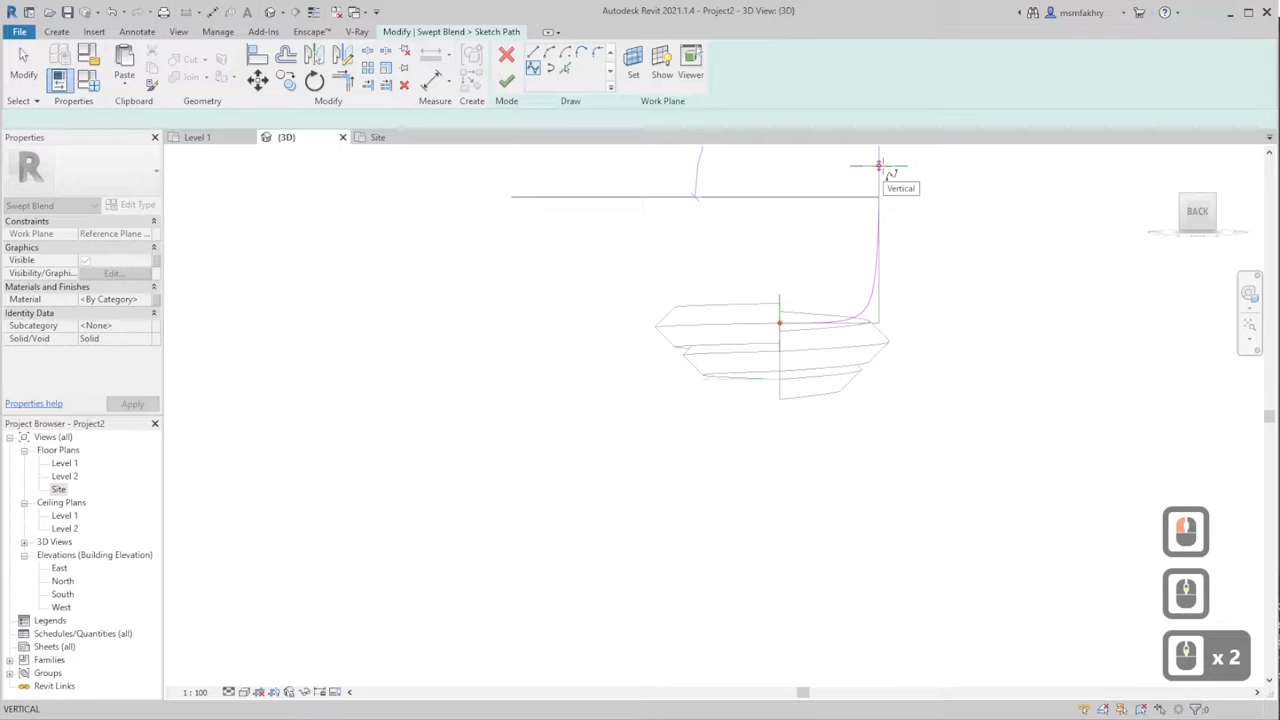 Autodesk Revit 2021.1.4 - Project2 - 3D View: {3D}
msmfakhry
File Create Insert Annotate View Manage Add-Ins Enscape™ V-Ray Modify | Swept Blend > Sketch Path
Modify
Paste
Cut
Join
Set
Show
Viewer
Select Properties Clipboard Geometry Modify Measure Create Mode Draw Work Plane
Properties
Level 1
{3D}
Site
Swept Blend
Edit Type
Constraints
Work Plane Reference Plane ...
Graphics
Visible
Visibility/Graphi... Edit...
Materials and Finishes
Material <By Category>
Identity Data
Subcategory <None>
Solid/Void Solid
Properties help
Apply
Project Browser - Project2
Views (all)
Floor Plans
Level 1
Level 2
Site
Ceiling Plans
Level 1
Level 2
3D Views
Elevations (Building Elevation)
East
North
South
West
Legends
Schedules/Quantities (all)
Sheets (all)
Families
Groups
Revit Links
Vertical
BACK
x 2
1 : 100
VERTICAL
:0